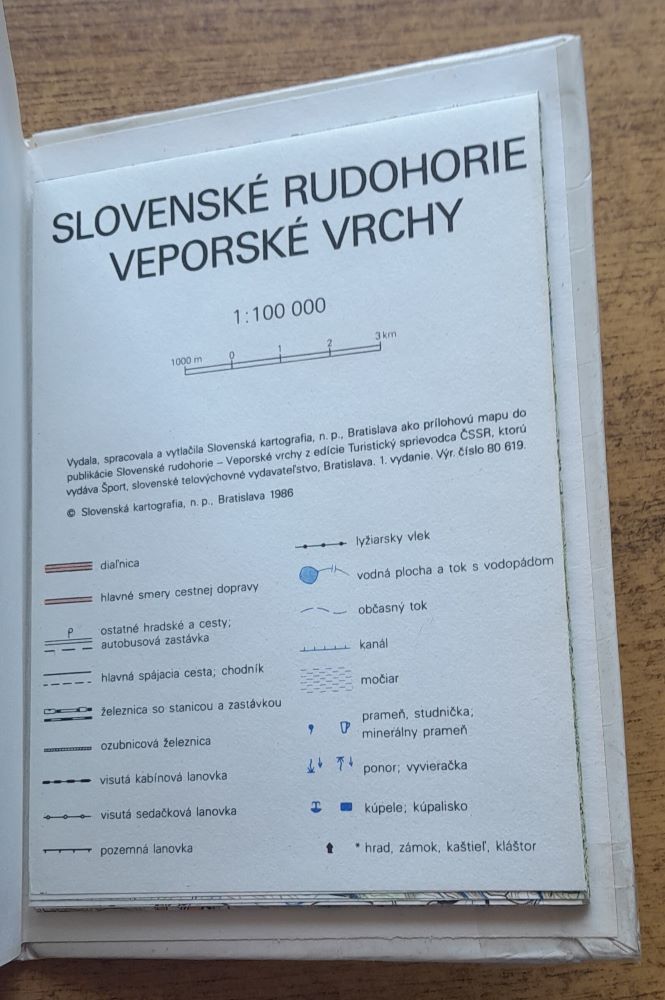 SLOVENSKÉ RUDOHORIE
VEPORSKÉ VRCHY
1:100 000
1000 m 0 1 2 3 km
Vydala, spracovala a vytlačila Slovenská kartografia, n. p., Bratislava ako prílohovú mapu do
publikácie Slovenské rudohorie – Veporské vrchy z edície Turistický sprievodca ČSSR, ktorú
vydáva Šport, slovenské telovýchovné vydavateľstvo, Bratislava. 1. vydanie. Výr. číslo 80 619.
© Slovenská kartografia, n. p., Bratislava 1986
diaľnica
hlavné smery cestnej dopravy
P
ostatné hradské a cesty;
autobusová zastávka
hlavná spájacia cesta; chodník
železnica so stanicou a zastávkou
ozubnicová železnica
visutá kabínová lanovka
visutá sedačková lanovka
pozemná lanovka
lyžiarsky vlek
vodná plocha a tok s vodopádom
občasný tok
kanál
močiar
prameň, studnička;
minerálny prameň
ponor; vyvieračka
kúpele; kúpalisko
* hrad, zámok, kaštieľ, kláštor